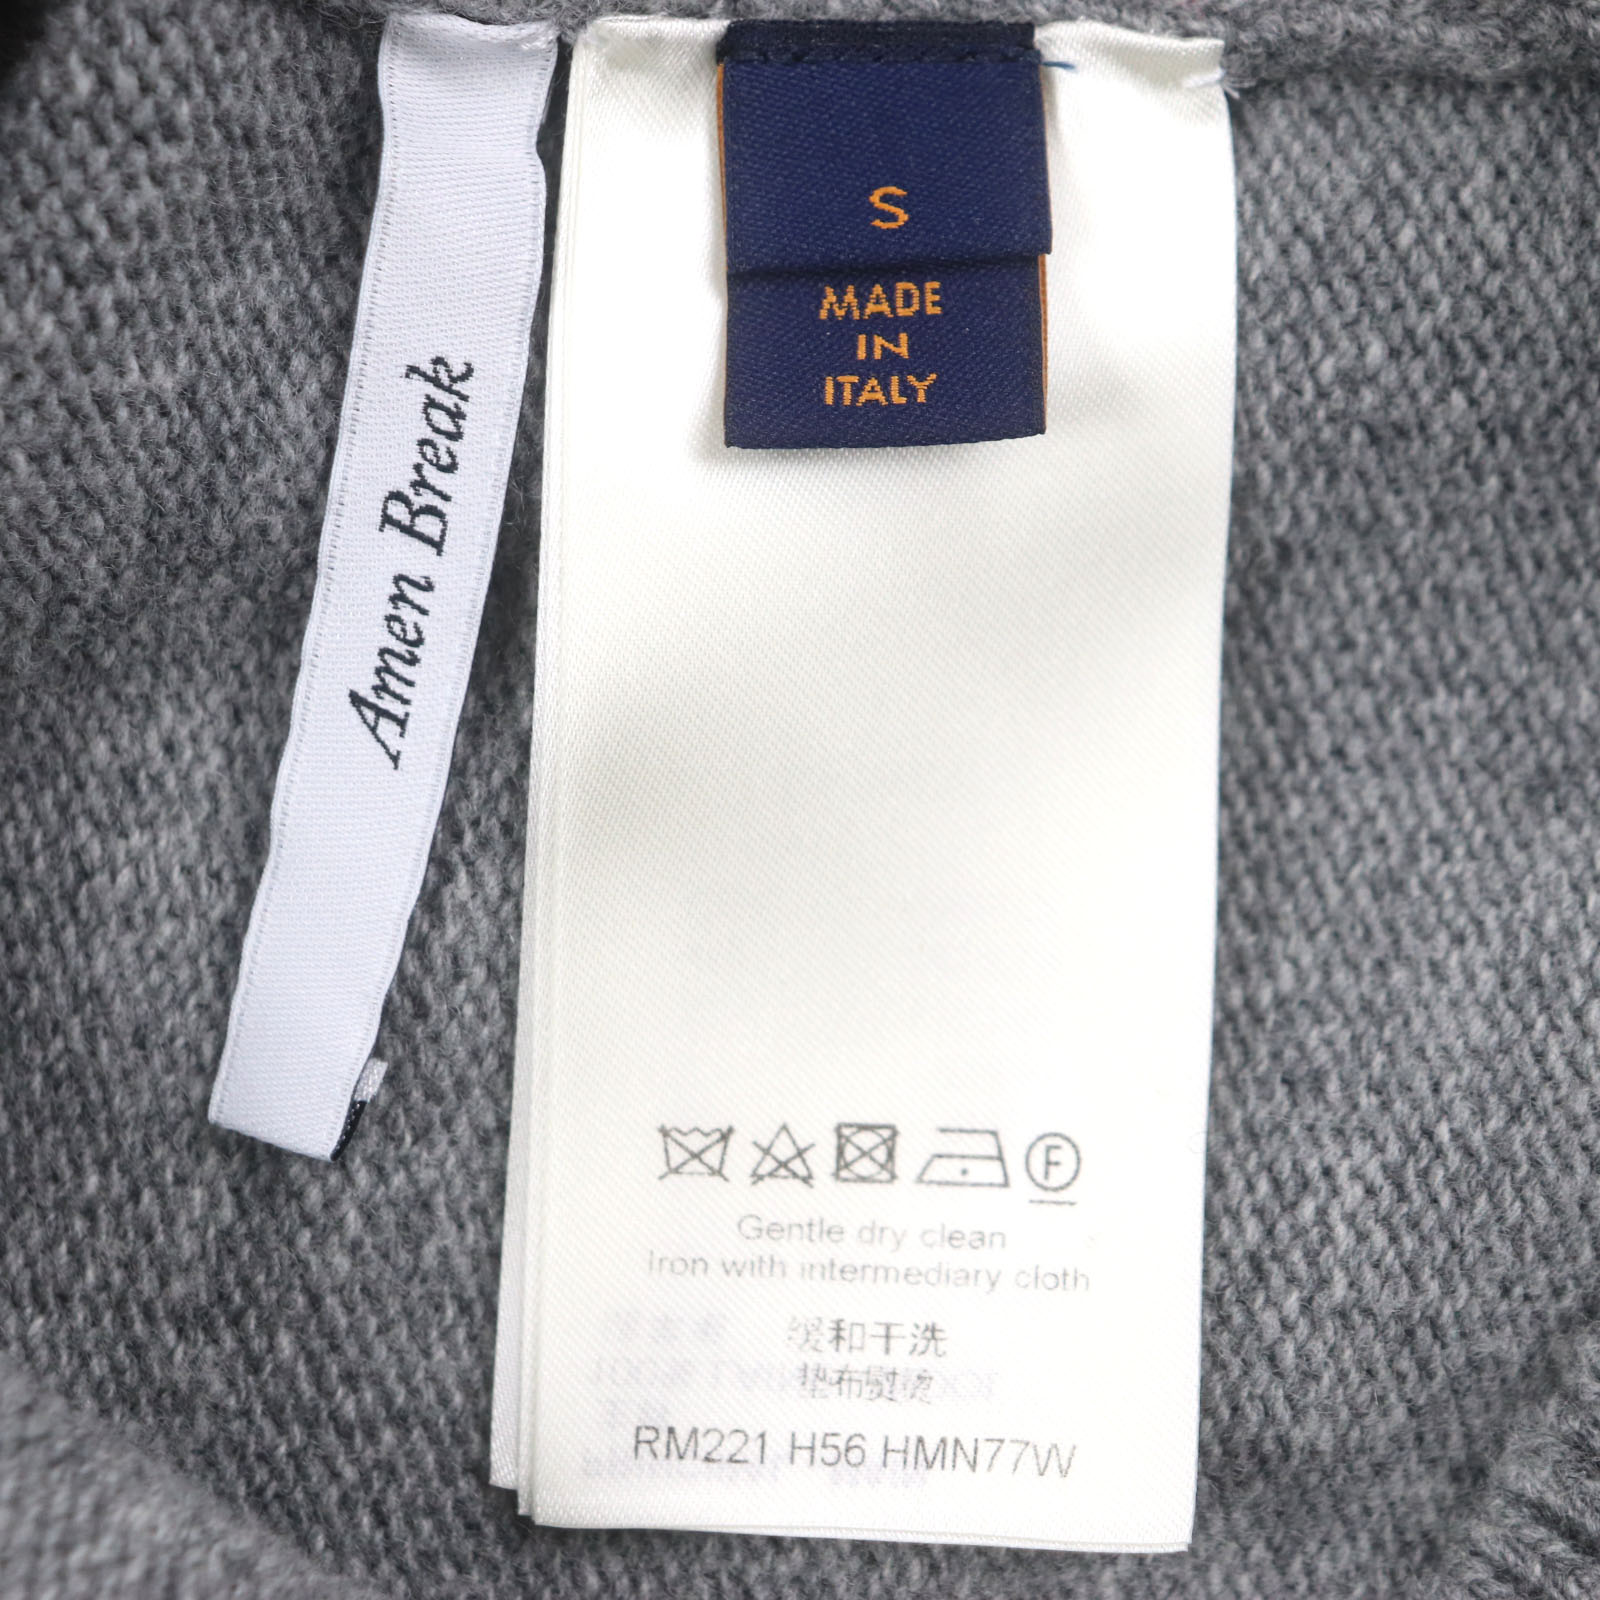 Amen Break
S
MADE
IN
ITALY
F
Gentle dry clean
Iron with intermediary cloth
缓和干洗
垫布熨烫
RM221 H56 HMN77W